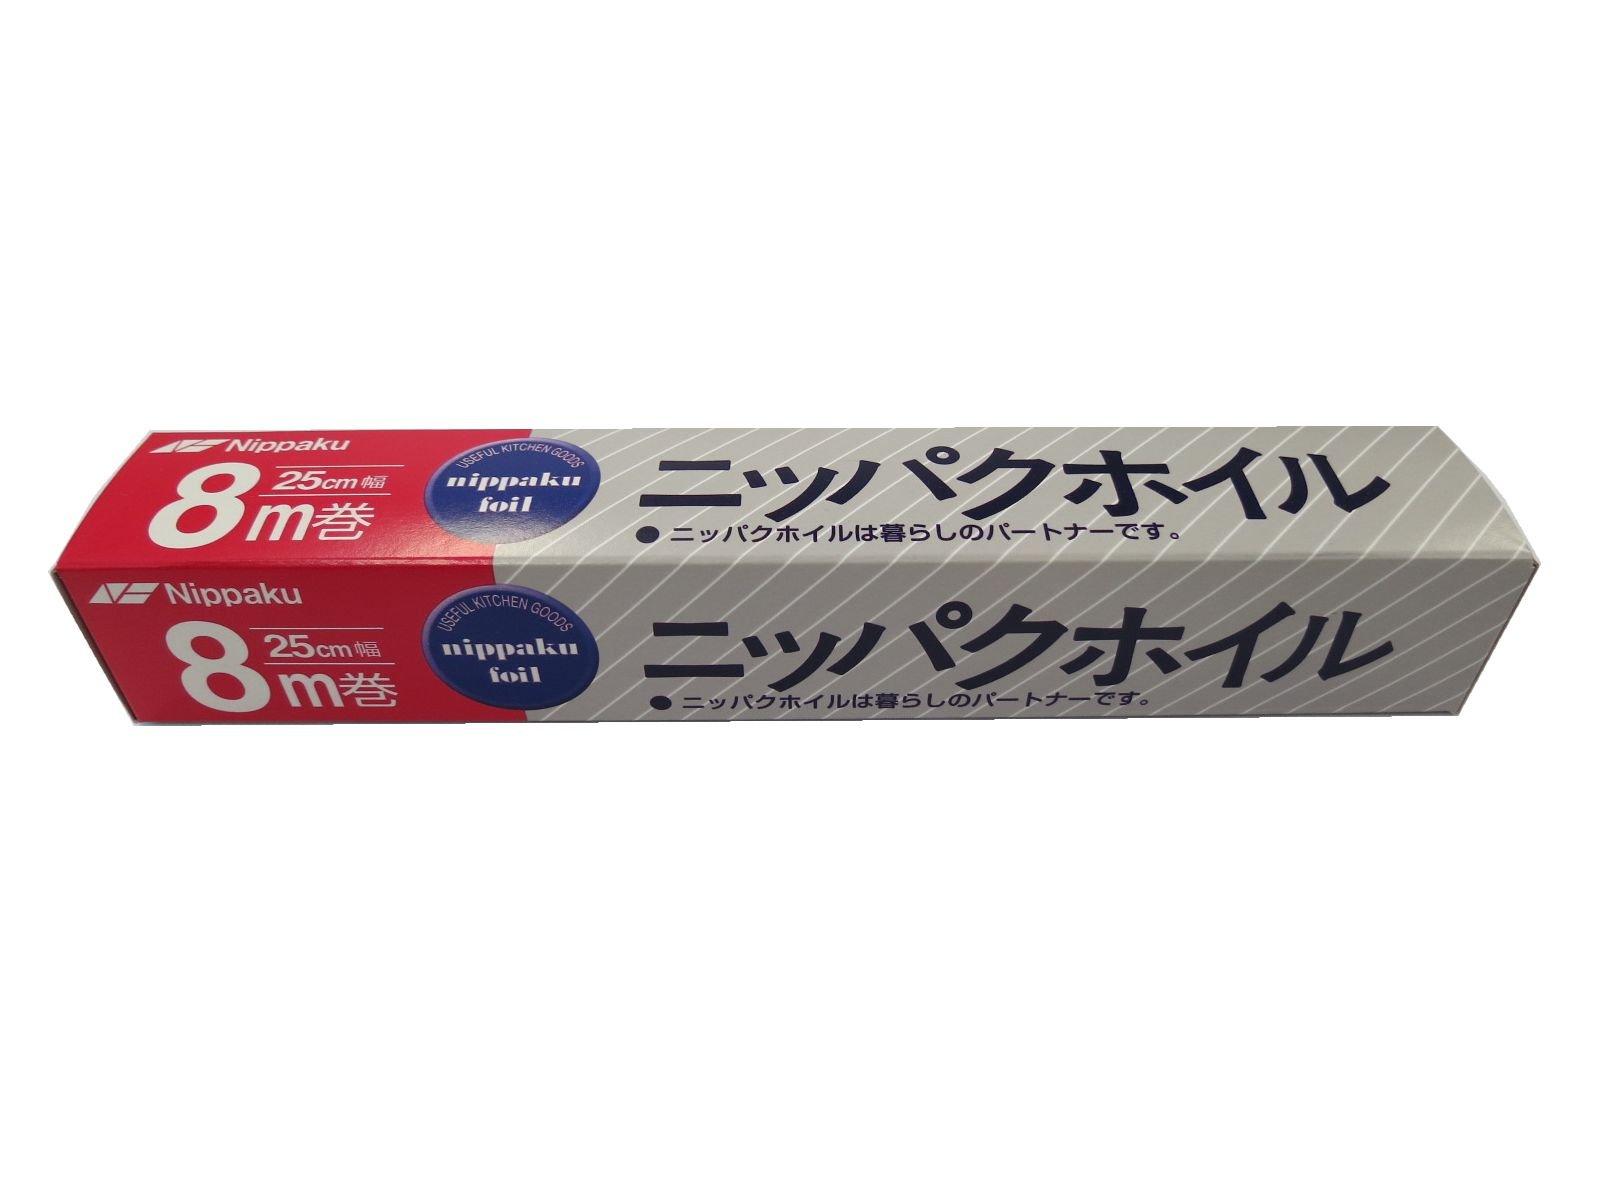 Nippaku
8m巻
25cm幅
USEFUL KITCHEN GOODS
nippaku
foil
ニッパクホイル
●ニッパクホイルは暮らしのパートナーです。
Nippaku
8m巻
25cm幅
USEFUL KITCHEN GOODS
nippaku
foil
ニッパクホイル
●ニッパクホイルは暮らしのパートナーです。